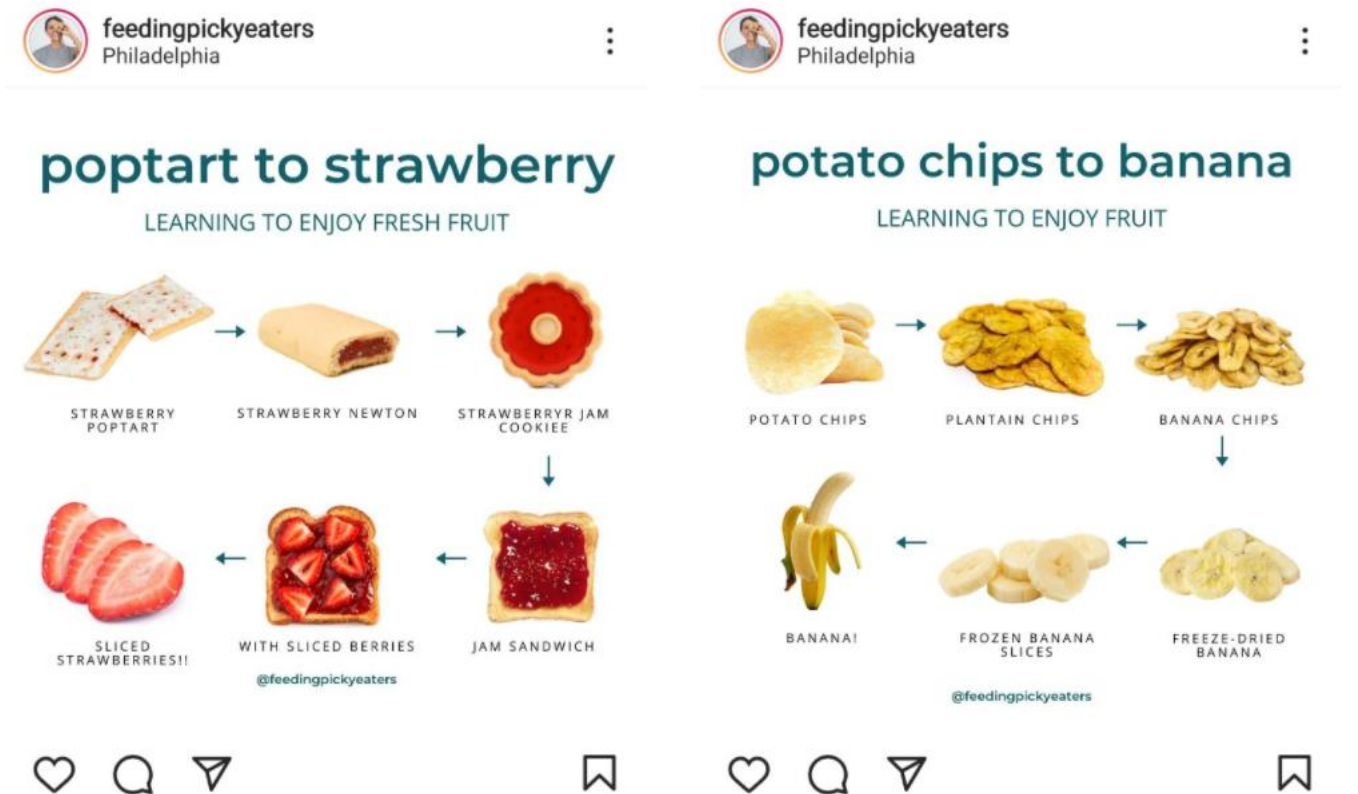 feedingpickyeaters
Philadelphia
poptart to strawberry
LEARNING TO ENJOY FRESH FRUIT
STRAWBERRY
POPTART
STRAWBERRY NEWTON
STRAWBERRYR JAM
COOKIEE
SLICED
STRAWBERRIES!!
WITH SLICED BERRIES
JAM SANDWICH
@feedingpickyeaters
feedingpickyeaters
Philadelphia
potato chips to banana
LEARNING TO ENJOY FRUIT
POTATO CHIPS
PLANTAIN CHIPS
BANANA CHIPS
BANANA!
FROZEN BANANA
SLICES
FREEZE-DRIED
BANANA
@feedingpickyeaters